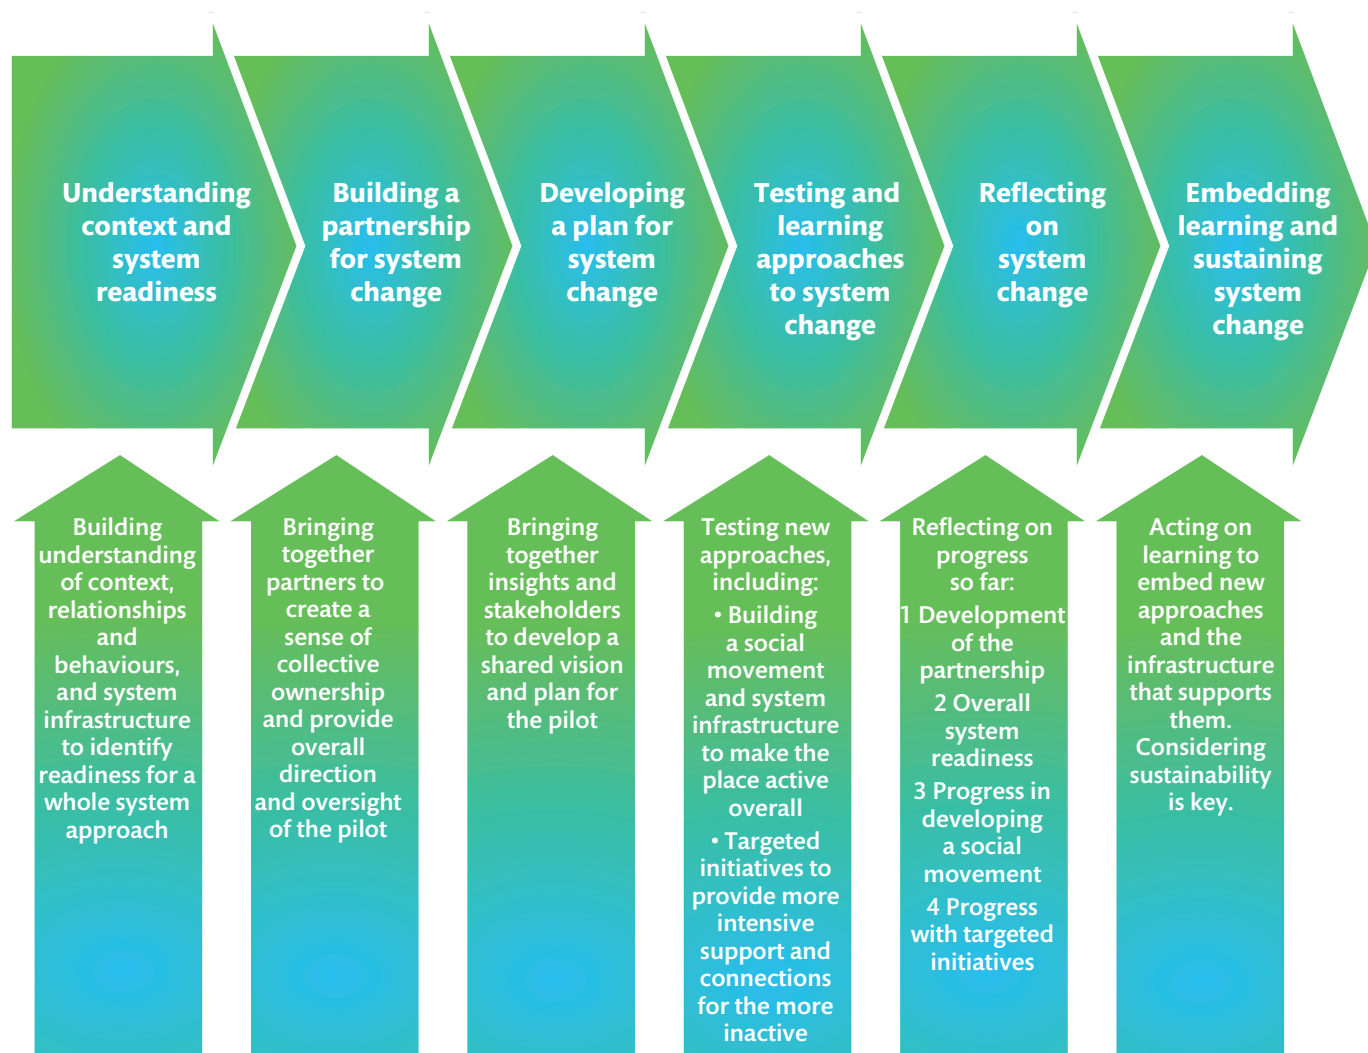 Understanding
context and
system
readiness
Building a
partnership
for system
change
Developing
a plan for
system
change
Testing and
learning
approaches
to system
change
Reflecting
on
system
change
Embedding
learning and
sustaining
system
change
Building
understanding
of context,
relationships
and
behaviours,
and system
infrastructure
to identify
readiness for a
whole system
approach
Bringing
together
partners to
create a
sense of
collective
ownership
and provide
overall
direction
and oversight
of the pilot
Bringing
together
insights and
stakeholders
to develop a
shared vision
and plan for
the pilot
Testing new
approaches,
including:
• Building
a social
movement
and system
infrastructure
to make the
place active
overall
• Targeted
initiatives to
provide more
intensive
support and
connections
for the more
inactive
Reflecting on
progress
so far:
1 Development
of the
partnership
2 Overall
system
readiness
3 Progress in
developing
a social
movement
4 Progress
with targeted
initiatives
Acting on
learning to
embed new
approaches
and the
infrastructure
that supports
them.
Considering
sustainability
is key.